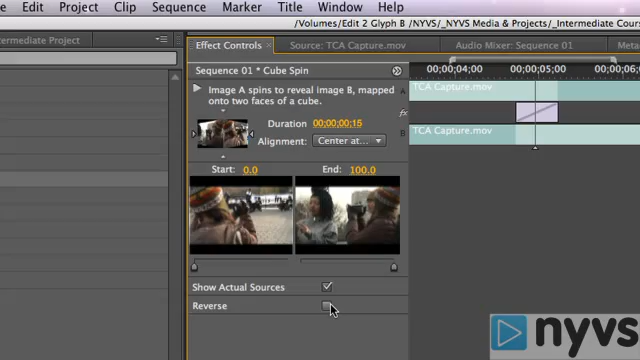 Edit Project Clip Sequence Marker Title Window Help
/Volumes/Edit 2 Glyph B /NYVS/_NYVS Media & Projects/_Intermediate Cours
termediate Project
Effect Controls × Source: TCA Capture.mov Audio Mixer: Sequence 01 Meta
Sequence 01 * Cube Spin
00;00;04;00 00;00;05;00 00;00;06;0
Image A spins to reveal image B, mapped
onto two faces of a cube.
A TCA Capture.mov
fx
Duration 00;00;00;15
B TCA Capture.mov
Alignment: Center at...
Start: 0.0 End: 100.0
Show Actual Sources
Reverse
nyvs